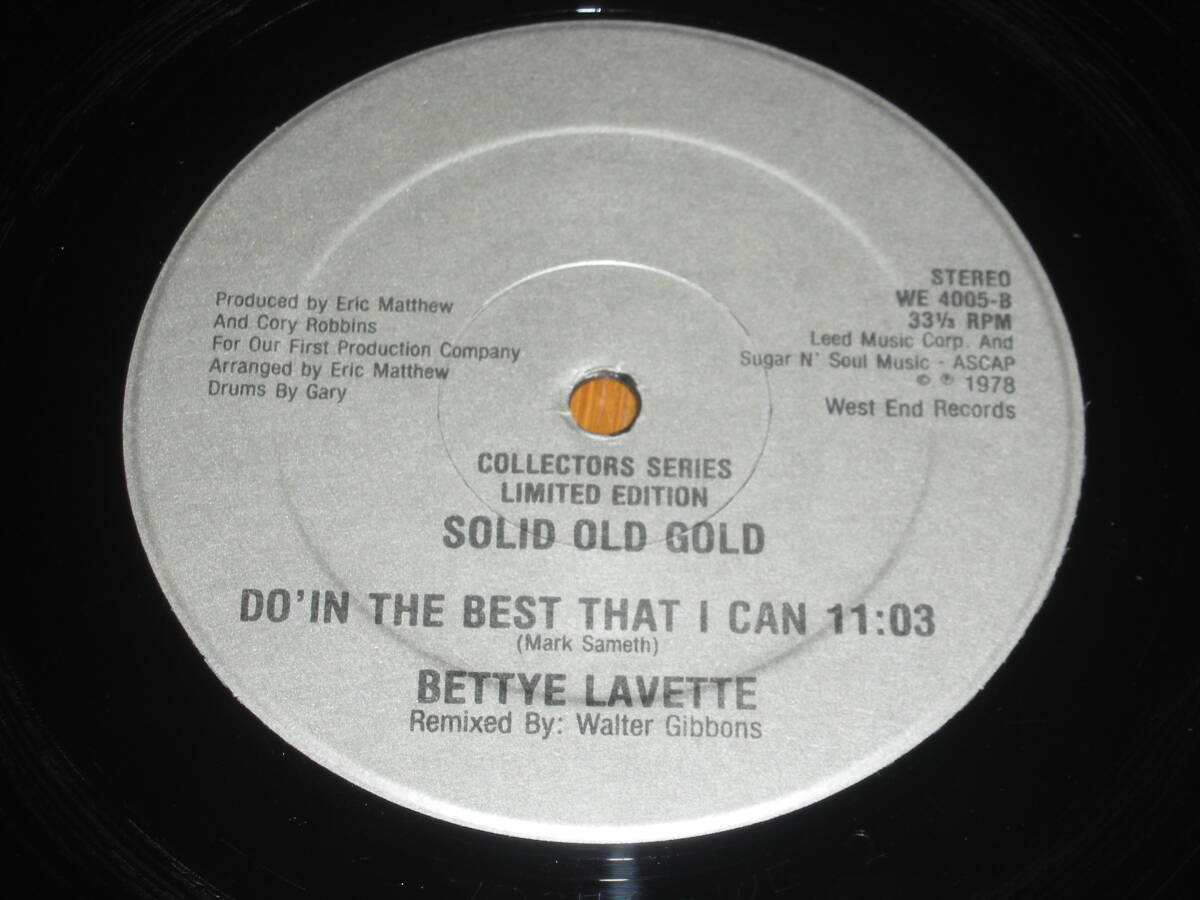 Produced by Eric Matthew
And Cory Robbins
For Our First Production Company
Arranged by Eric Matthew
Drums By Gary
STEREO
WE 4005-B
33⅓ RPM
Leed Music Corp. And
Sugar N' Soul Music - ASCAP
© ℗ 1978
West End Records
COLLECTORS SERIES
LIMITED EDITION
SOLID OLD GOLD
DO'IN THE BEST THAT I CAN 11:03
(Mark Sameth)
BETTYE LAVETTE
Remixed By: Walter Gibbons